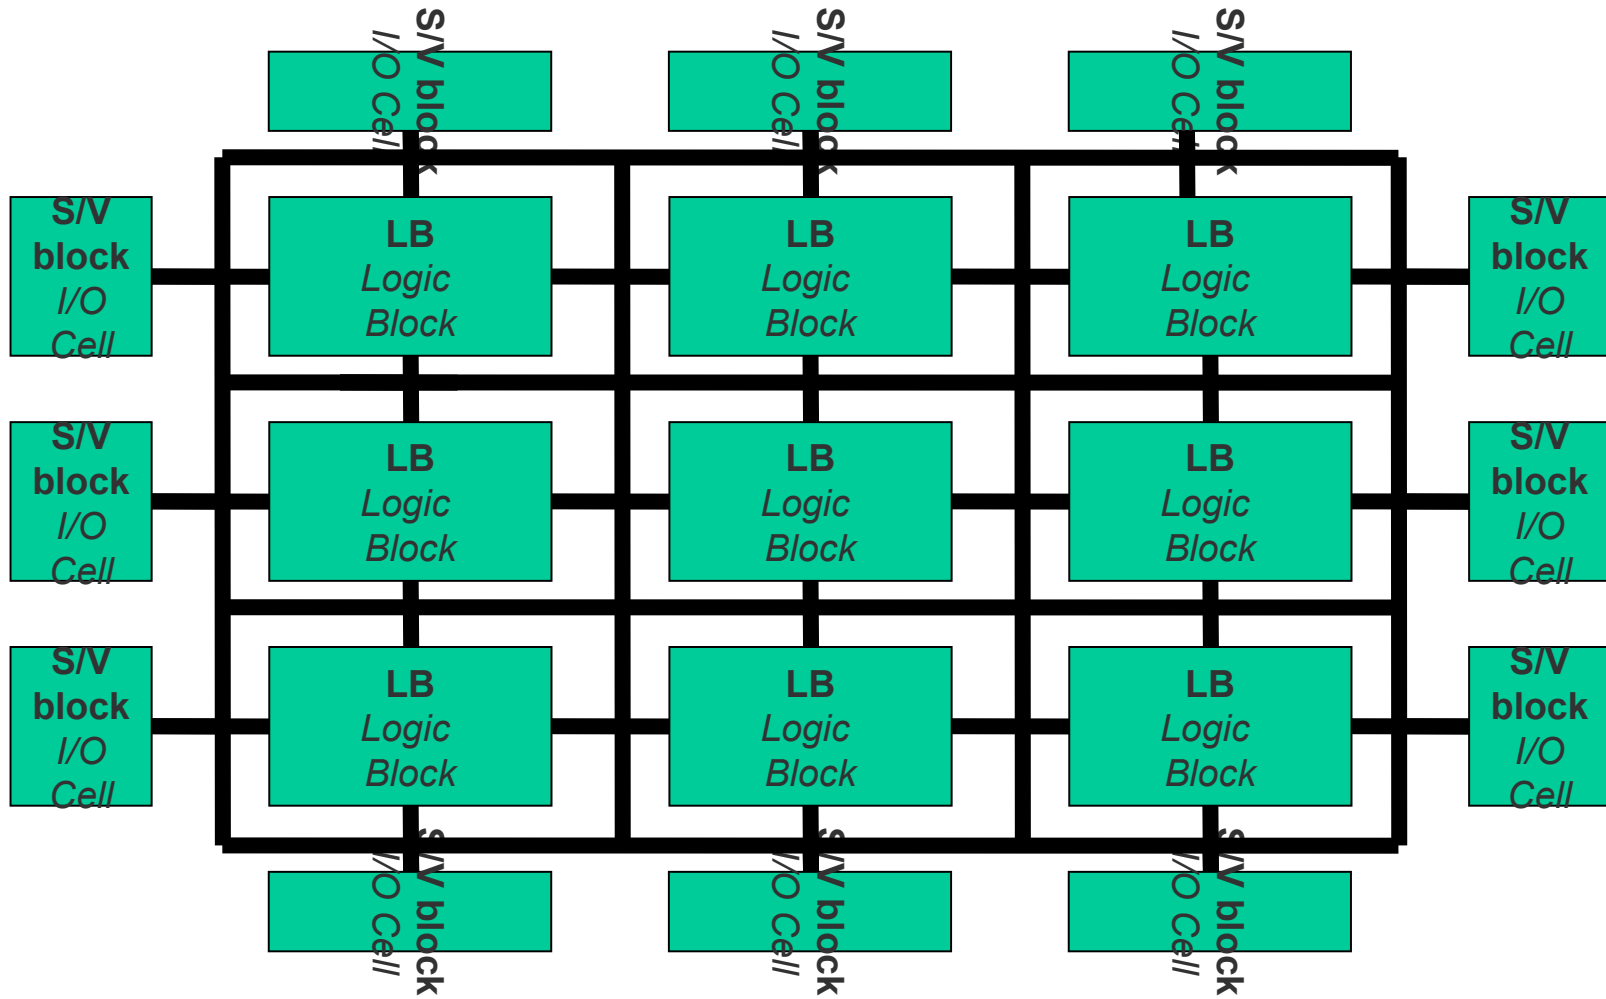 S/V block
I/O Cell
S/V block
I/O Cell
S/V block
I/O Cell
S/V
block
I/O
Cell
LB
Logic
Block
LB
Logic
Block
LB
Logic
Block
S/V
block
I/O
Cell
S/V
block
I/O
Cell
LB
Logic
Block
LB
Logic
Block
LB
Logic
Block
S/V
block
I/O
Cell
S/V
block
I/O
Cell
LB
Logic
Block
LB
Logic
Block
LB
Logic
Block
S/V
block
I/O
Cell
S/V block
I/O Cell
S/V block
I/O Cell
S/V block
I/O Cell